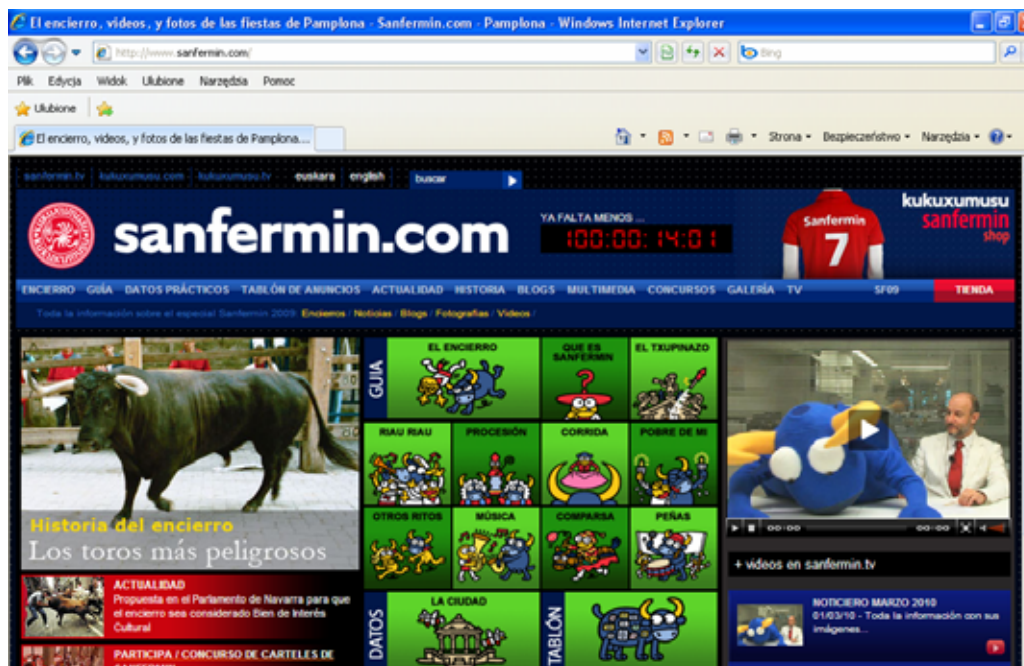 El encierro, videos, y fotos de las fiestas de Pamplona - Sanfermin.com - Pamplona - Windows Internet Explorer
http://www.sanfermin.com/
Bing
Plik Edycja Widok Ulubione Narzędzia Pomoc
Ulubione
El encierro, videos, y fotos de las fiestas de Pamplona....
Strona Bezpieczeństwo Narzędzia
sanfermin.tv kukuxumusu.com kukuxumusu.tv euskara english buscar
sanfermin.com
YA FALTA MENOS ...
100:00:14:01
Sanfermin
7
kukuxumusu
sanfermin
shop
ENCIERRO GUÍA DATOS PRÁCTICOS TABLÓN DE ANUNCIOS ACTUALIDAD HISTORIA BLOGS MULTIMEDIA CONCURSOS GALERÍA TV SF09 TIENDA
Toda la información sobre el especial Sanfermin 2009: Encierros / Noticias / Blogs / Fotografías / Videos /
Historia del encierro
Los toros más peligrosos
ACTUALIDAD
Propuesta en el Parlamento de Navarra para que
el encierro sea considerado Bien de Interés
Cultural
PARTICIPA / CONCURSO DE CARTELES DE
SANFERMIN
GUIA
EL ENCIERRO
QUE ES
SANFERMIN
EL TXUPINAZO
RIAU RIAU
PROCESIÓN
CORRIDA
POBRE DE MI
OTROS RITOS
MÚSICA
COMPARSA
PEÑAS
DATOS
LA CIUDAD
TABLÓN
00:00 00:00
+ videos en sanfermin.tv
NOTICIERO MARZO 2010
01/03/10 - Toda la información con sus
imágenes...